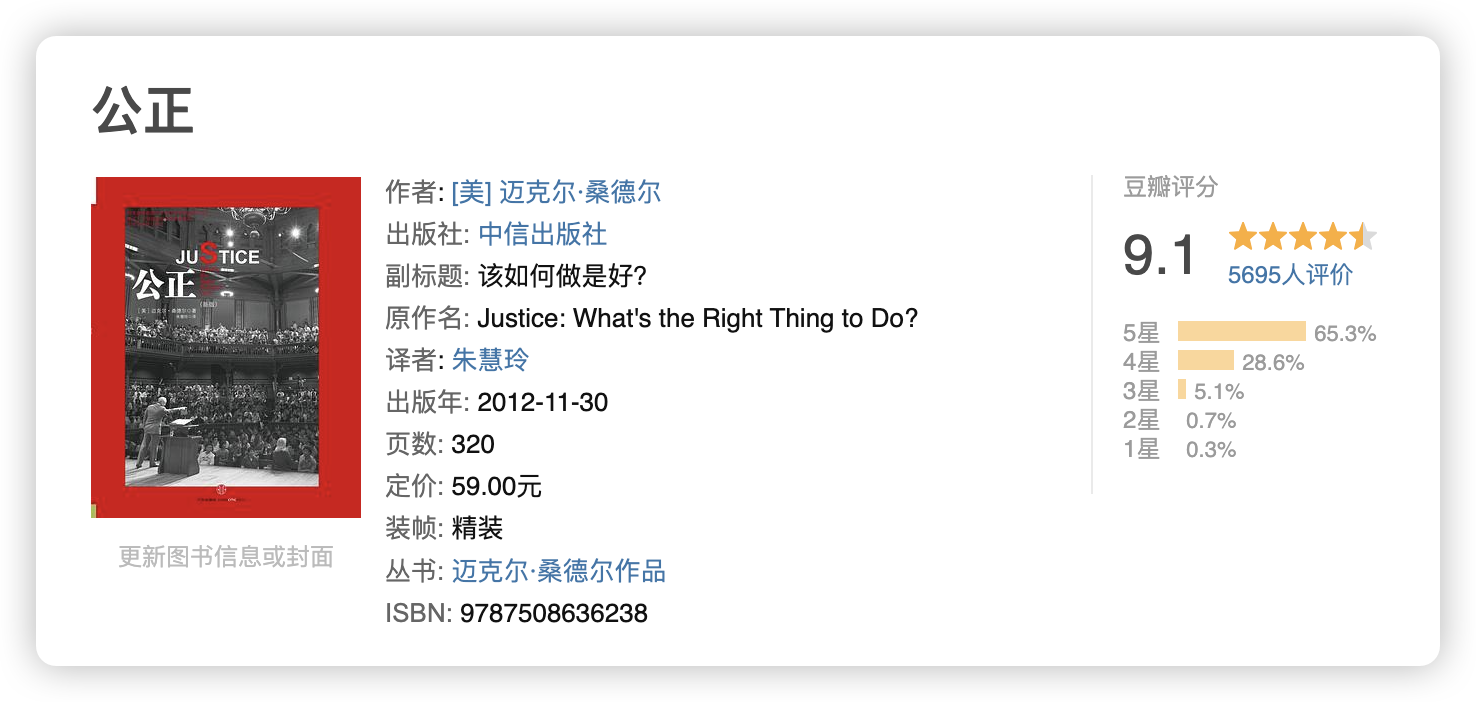 公正
JUSTICE
公正
(新版)
[美] 迈克尔·桑德尔◎著
朱慧玲◎译
更新图书信息或封面
作者: [美] 迈克尔·桑德尔
出版社: 中信出版社
副标题: 该如何做是好?
原作名: Justice: What's the Right Thing to Do?
译者: 朱慧玲
出版年: 2012-11-30
页数: 320
定价: 59.00元
装帧: 精装
丛书: 迈克尔·桑德尔作品
ISBN: 9787508636238
豆瓣评分
9.1
5695人评价
5星 65.3%
4星 28.6%
3星 5.1%
2星 0.7%
1星 0.3%